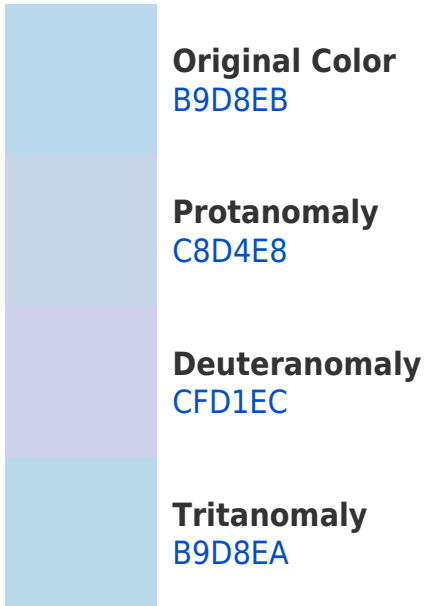 Original Color
B9D8EB
Protanomaly
C8D4E8
Deuteranomaly
CFD1EC
Tritanomaly
B9D8EA